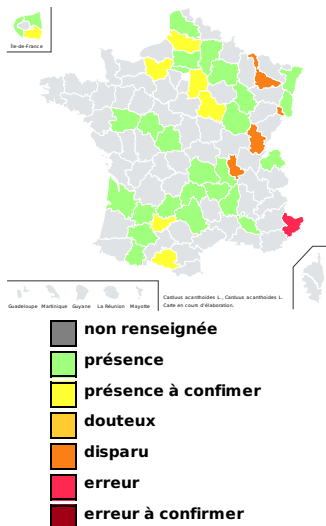 Île-de-France
Guadeloupe Martinique Guyane La Réunion Mayotte
Carduus acanthoides L., Carduus acanthoides L.
Carte en cours d'élaboration.
non renseignée
présence
présence à confimer
douteux
disparu
erreur
erreur à confirmer